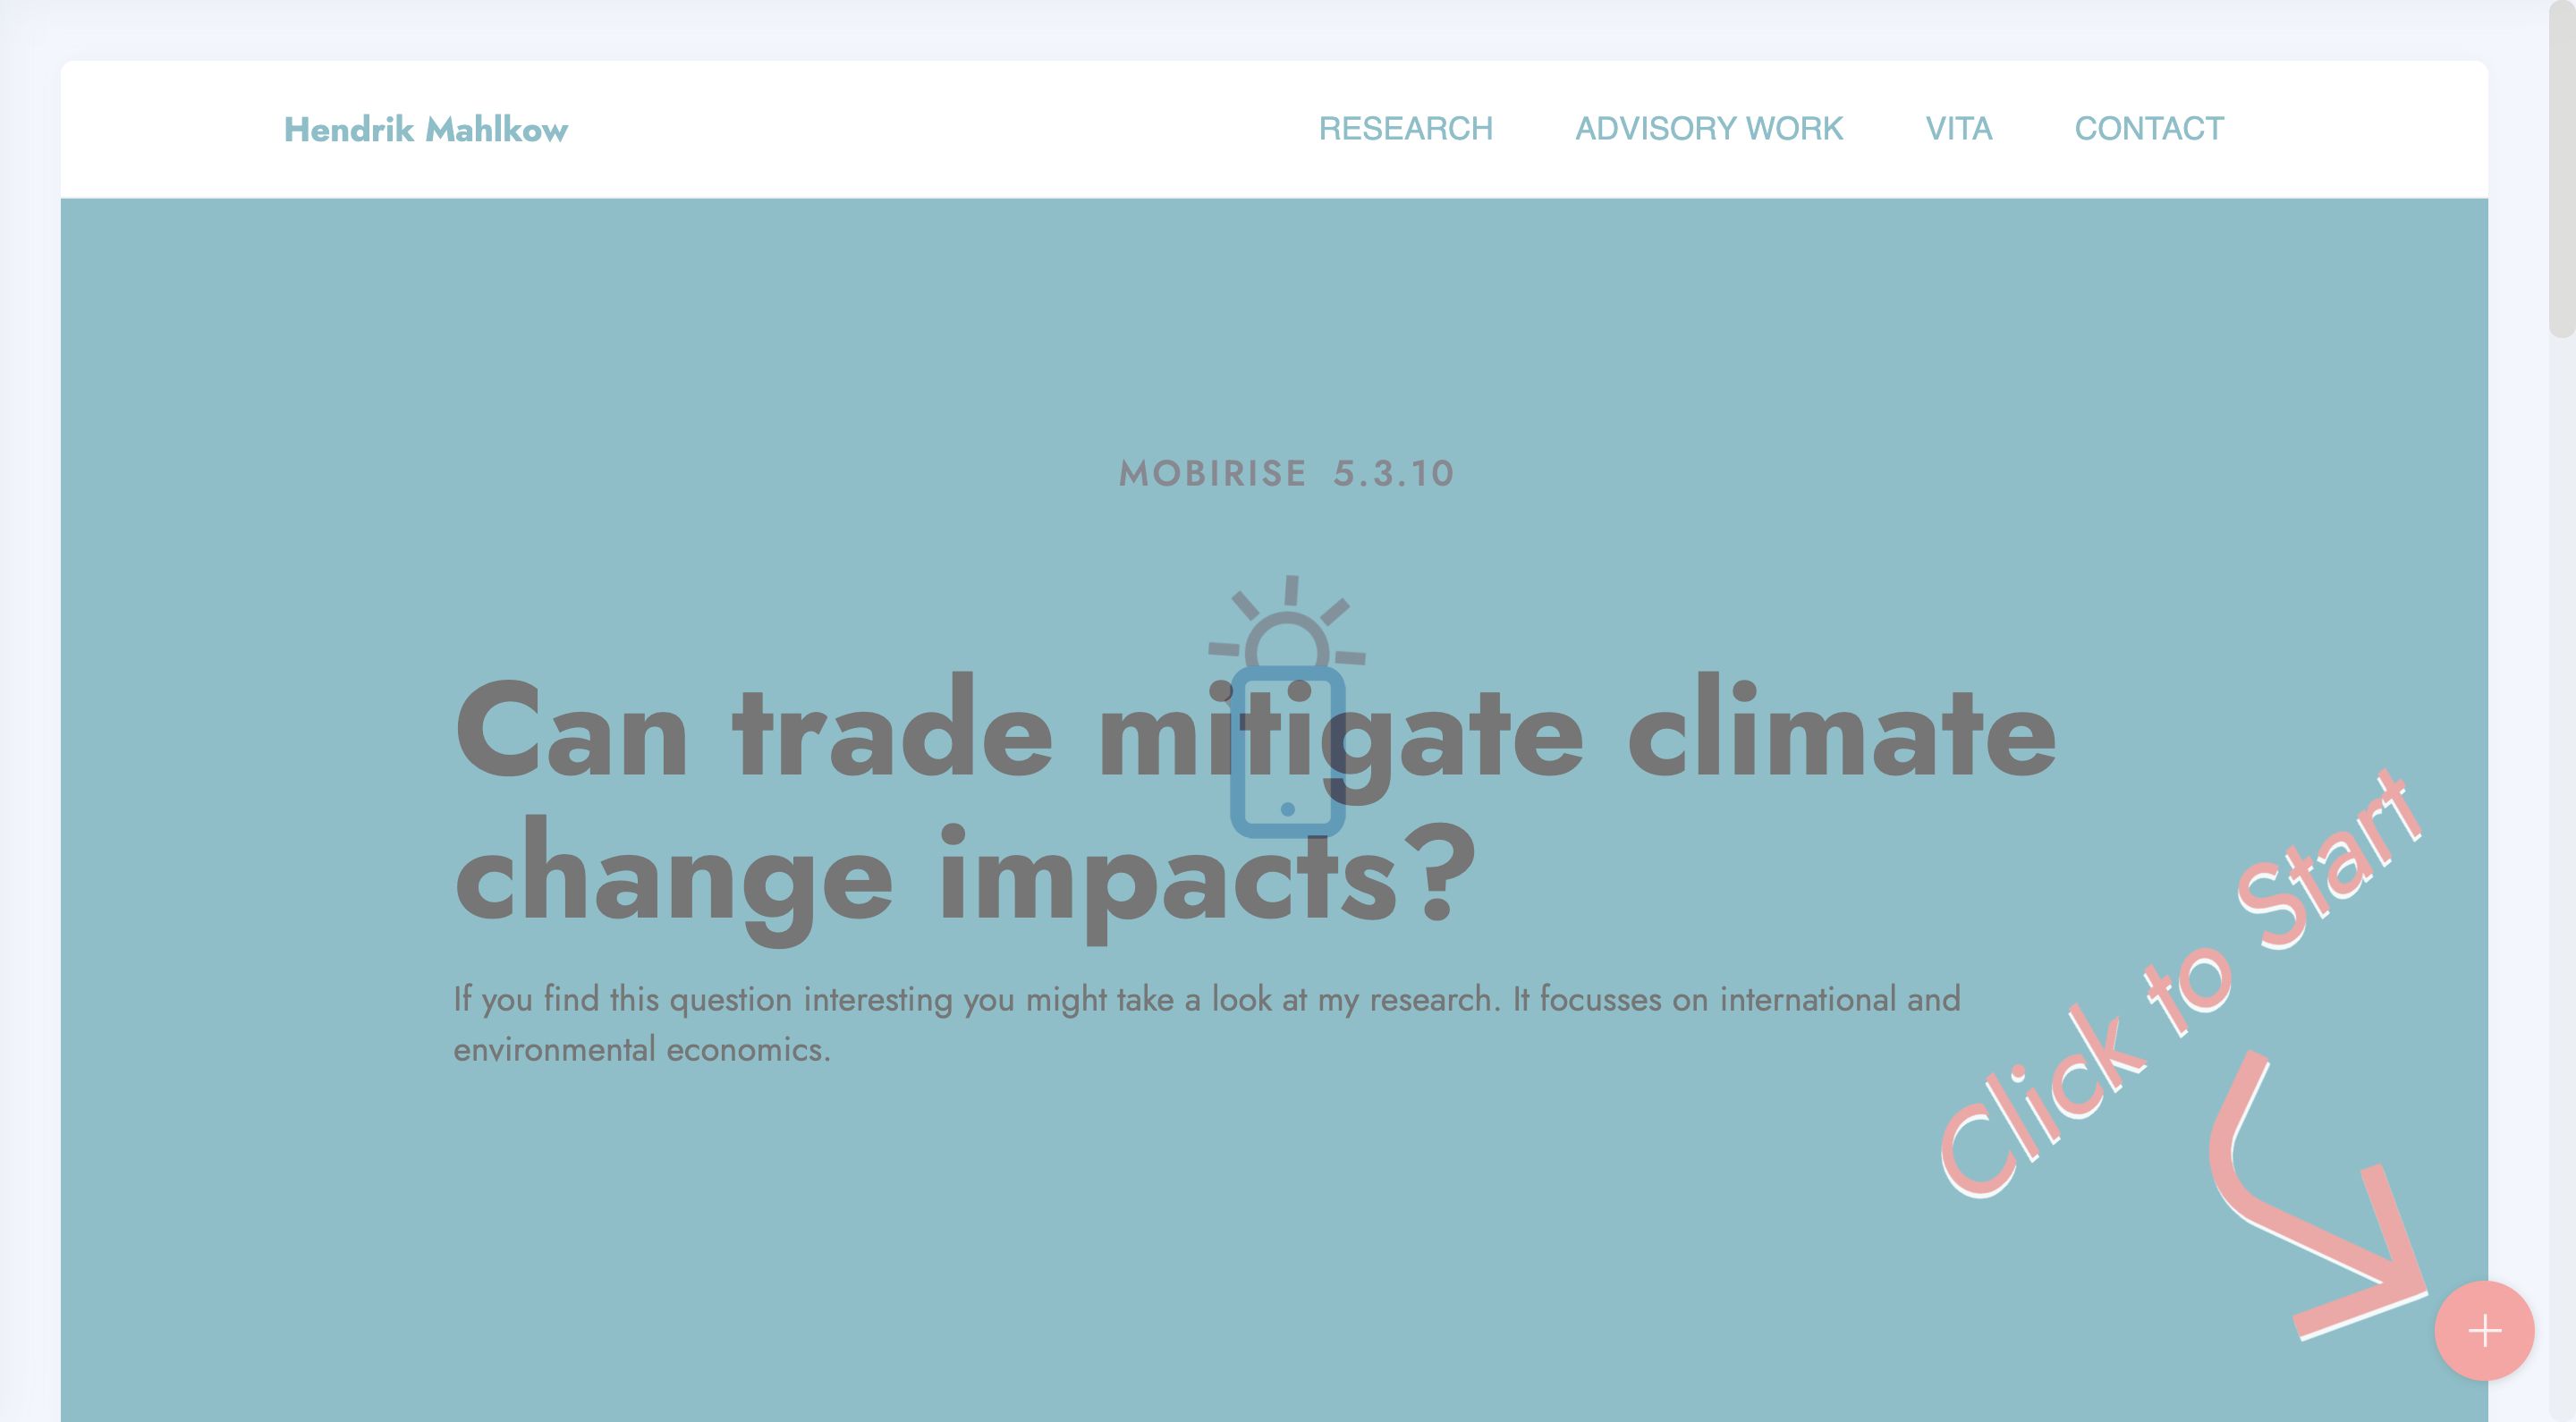 Hendrik Mahlkow
RESEARCH ADVISORY WORK VITA CONTACT
MOBIRISE 5.3.10
Can trade mitigate climate
change impacts?
If you find this question interesting you might take a look at my research. It focusses on international and
environmental economics.
Click to Start